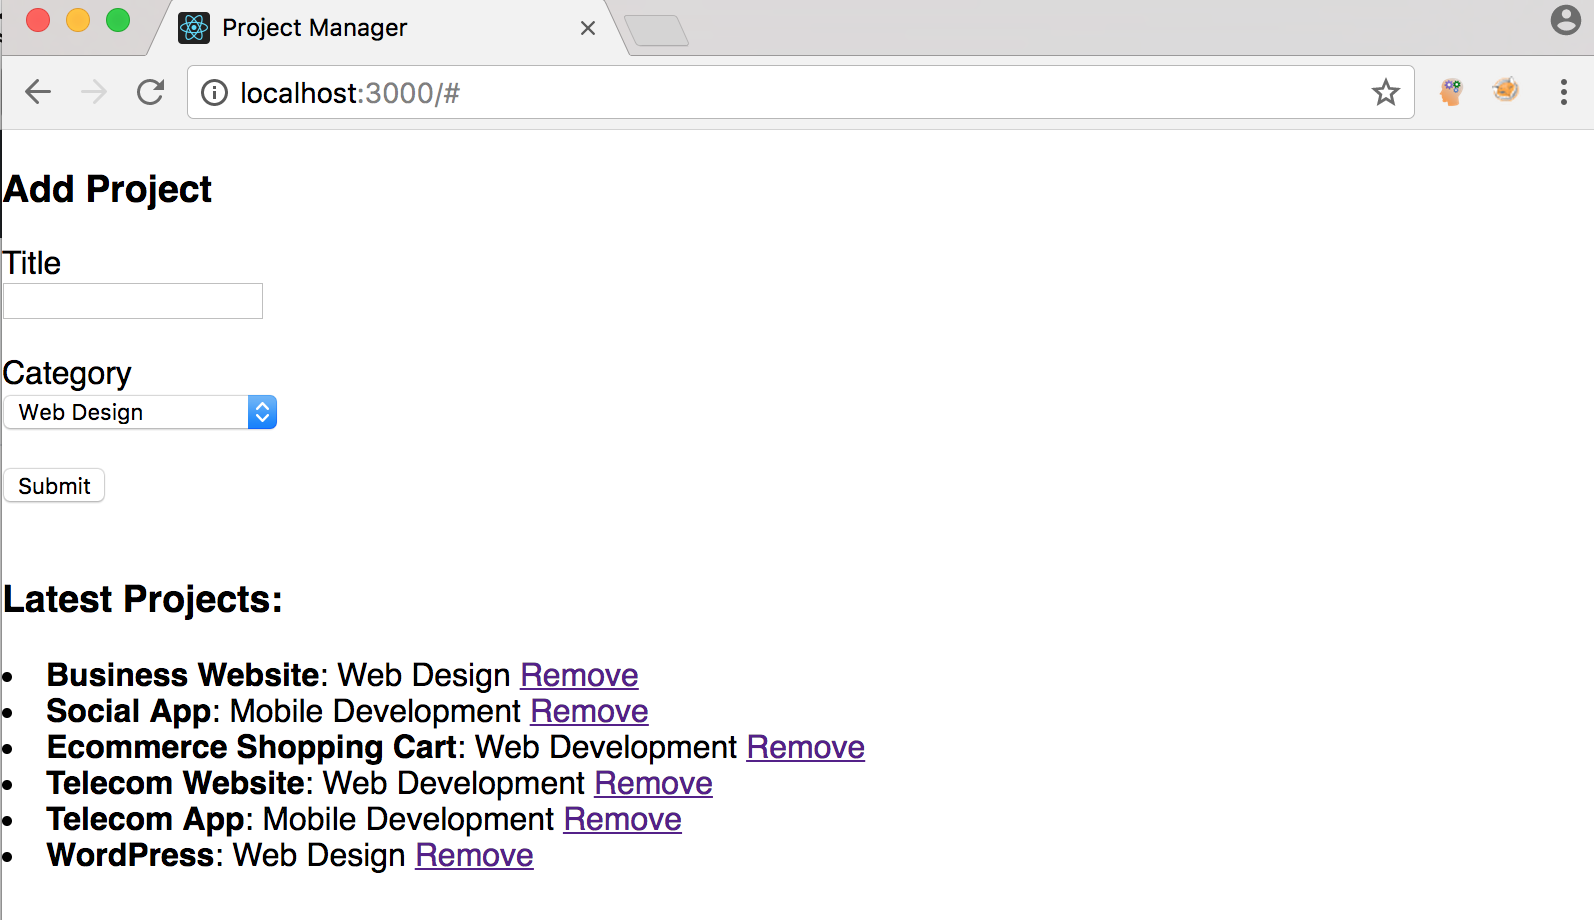 Project Manager
localhost:3000/#
Add Project
Title
Category
Web Design
Submit
Latest Projects:
Business Website: Web Design Remove
Social App: Mobile Development Remove
Ecommerce Shopping Cart: Web Development Remove
Telecom Website: Web Development Remove
Telecom App: Mobile Development Remove
WordPress: Web Design Remove